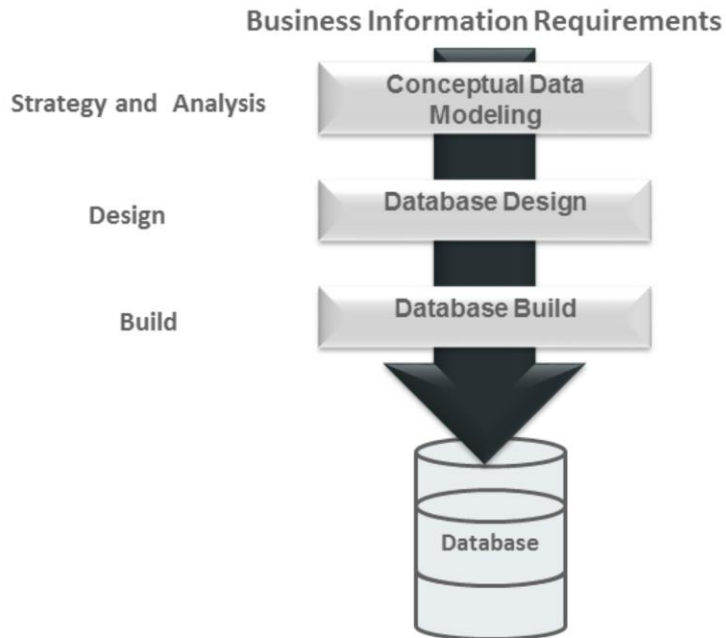 Business Information Requirements
Strategy and Analysis
Conceptual Data
Modeling
Design
Database Design
Build
Database Build
Database